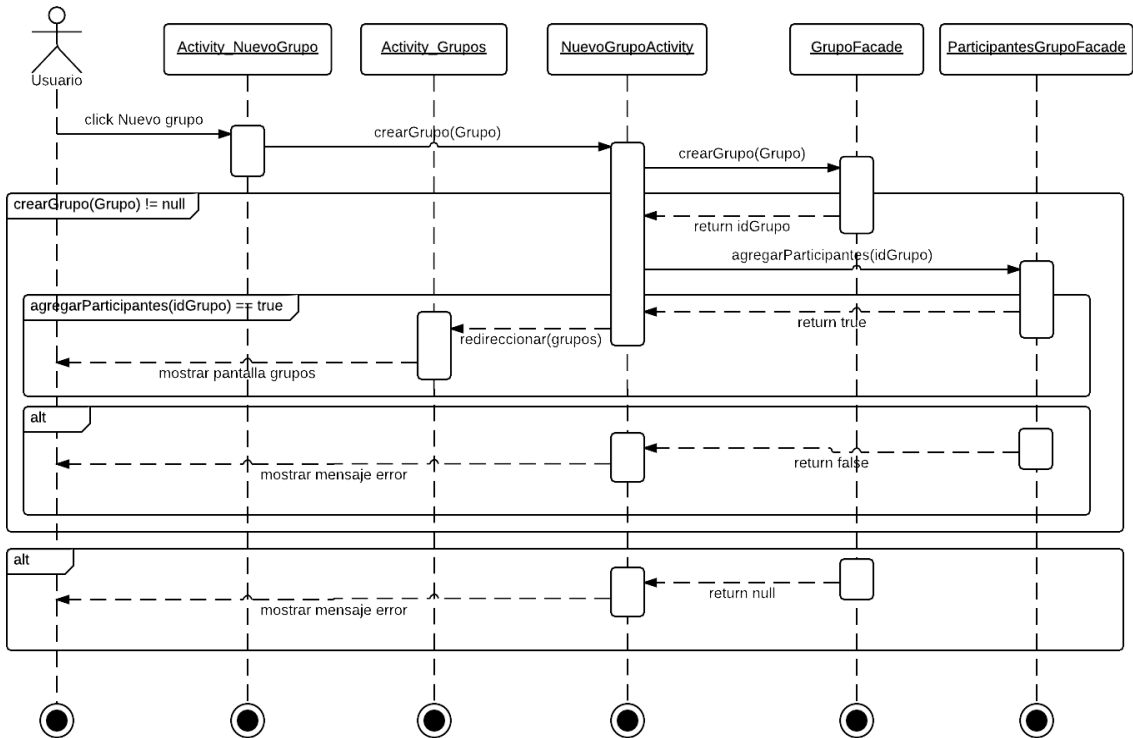 Usuario
Activity_NuevoGrupo
Activity_Grupos
NuevoGrupoActivity
GrupoFacade
ParticipantesGrupoFacade
click Nuevo grupo
crearGrupo(Grupo)
crearGrupo(Grupo)
crearGrupo(Grupo) != null
return idGrupo
agregarParticipantes(idGrupo)
agregarParticipantes(idGrupo) == true
return true
redireccionar(grupos)
mostrar pantalla grupos
alt
return false
mostrar mensaje error
alt
return null
mostrar mensaje error